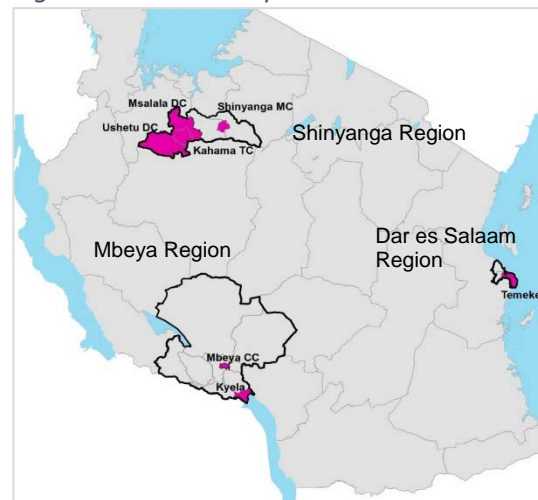 Msalala DC
Shinyanga MC
Ushetu DC
Shinyanga Region
Kahama TC
Mbeya Region
Dar es Salaam
Region
Temeke
Mbeya CC
Kyela